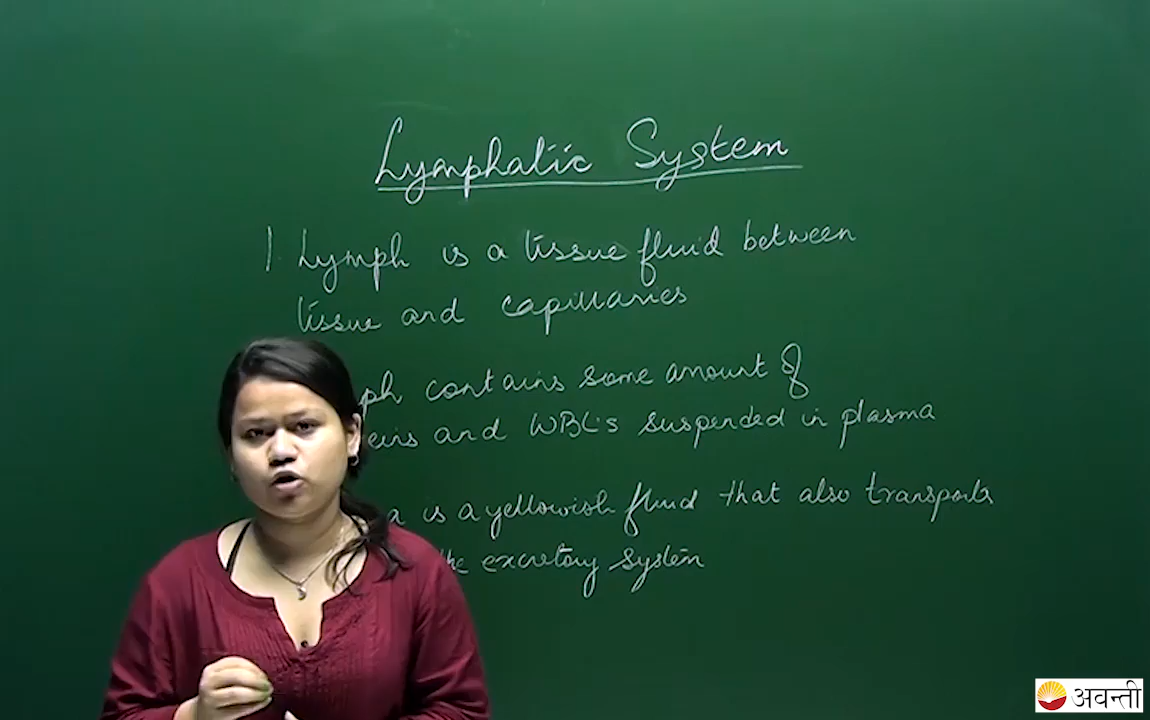 Lymphatic System
1. Lymph is a tissue fluid between
tissue and capillaries
ph contains some amount of
eins and WBC's suspended in plasma
a is a yellowish fluid that also transports
the excretory system
अवन्ती